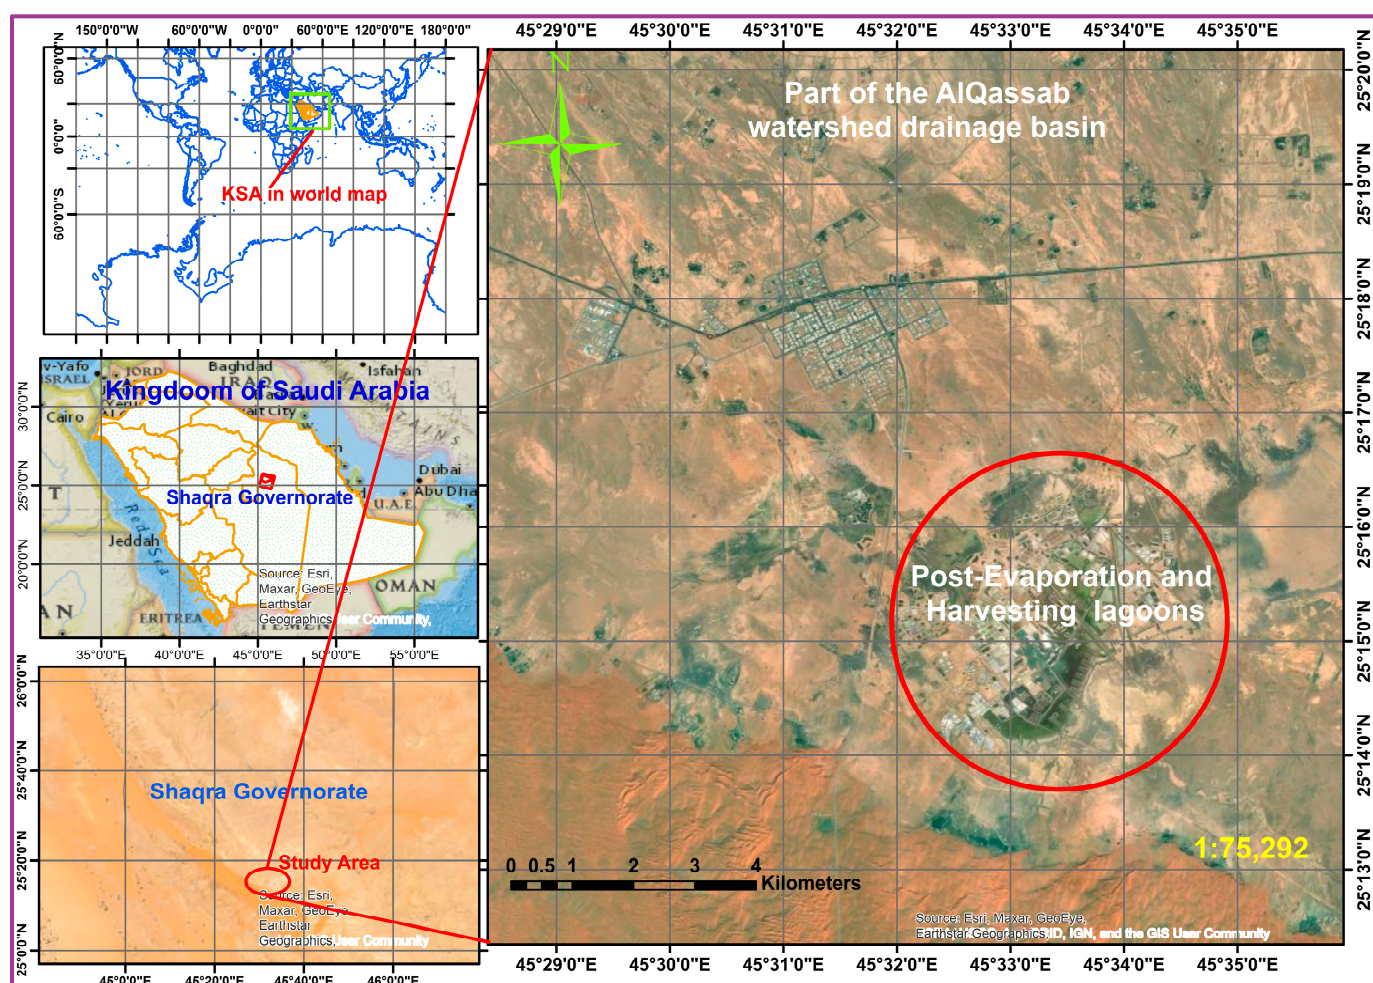 150°0'0"W 60°0'0"W 0°0'0" 60°0'0"E 120°0'0"E 180°0'0"
60°0'0"N
0°0'0"
60°0'0"S
KSA in world map
Kingdoom of Saudi Arabia
v-Yafo
ISRAEL
JORD
Baghdad
IRAQ
Isfahan
Cairo
ait City
Shaqra Governorate
Dubai
Abu Dha
U.A.E
Red Sea
Jeddah
OMAN
ERITREA
YEMEN
AN
Source: Esri,
Maxar, GeoEye,
Earthstar
Geographics, User Community,
30°0'0"N
25°0'0"N
20°0'0"N
35°0'0"E 40°0'0"E 45°0'0"E 50°0'0"E 55°0'0"E
26°0'0"N
25°40'0"N
25°20'0"N
25°0'0"N
Shaqra Governorate
Study Area
Source: Esri,
Maxar, GeoEye,
Earthstar
Geographics, User Community
45°0'0"E 45°20'0"E 45°40'0"E 46°0'0"E
45°29'0"E 45°30'0"E 45°31'0"E 45°32'0"E 45°33'0"E 45°34'0"E 45°35'0"E
N
Part of the AlQassab
watershed drainage basin
Post-Evaporation and
Harvesting lagoons
1:75,292
0 0.5 1 2 3 4
Kilometers
Source: Esri, Maxar, GeoEye,
Earthstar Geographics, RID, IGN, and the GIS User Community
25°20'0"N
25°19'0"N
25°18'0"N
25°17'0"N
25°16'0"N
25°15'0"N
25°14'0"N
25°13'0"N
45°29'0"E 45°30'0"E 45°31'0"E 45°32'0"E 45°33'0"E 45°34'0"E 45°35'0"E